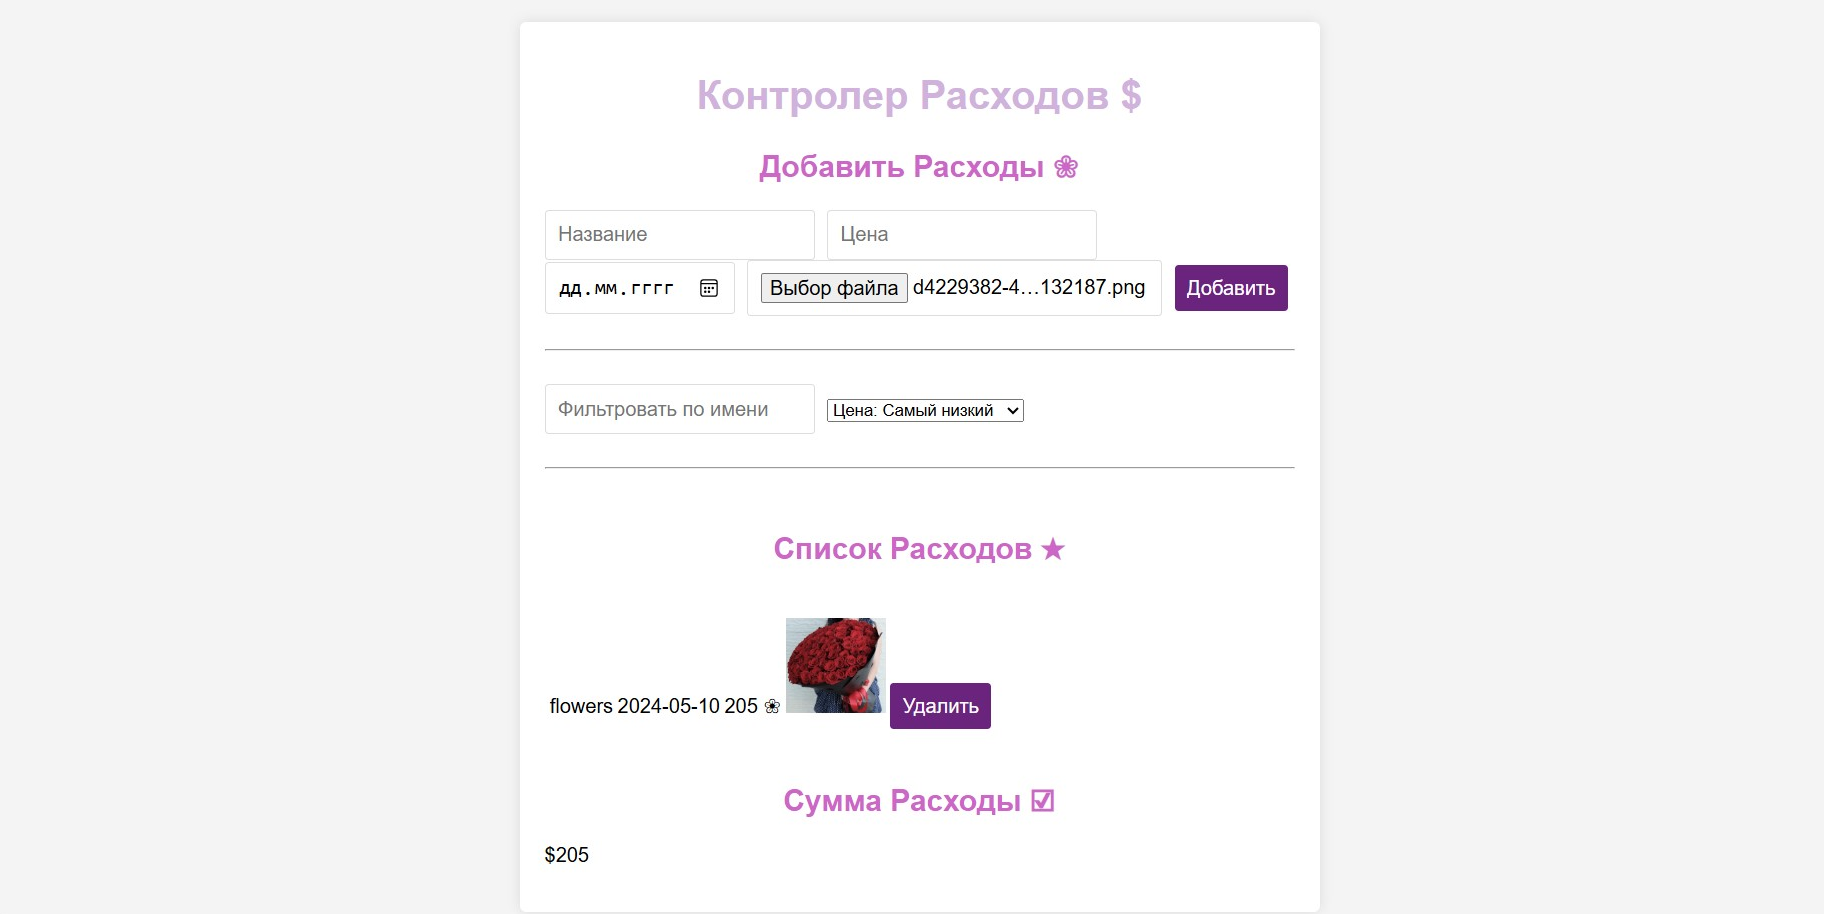 Контролер Расходов $
Добавить Расходы ❀
Название Цена
дд.мм.гггг Выбор файла d4229382-4…132187.png Добавить
Фильтровать по имени Цена: Самый низкий
Список Расходов ★
flowers 2024-05-10 205 ❀ Удалить
Сумма Расходы ☑
$205